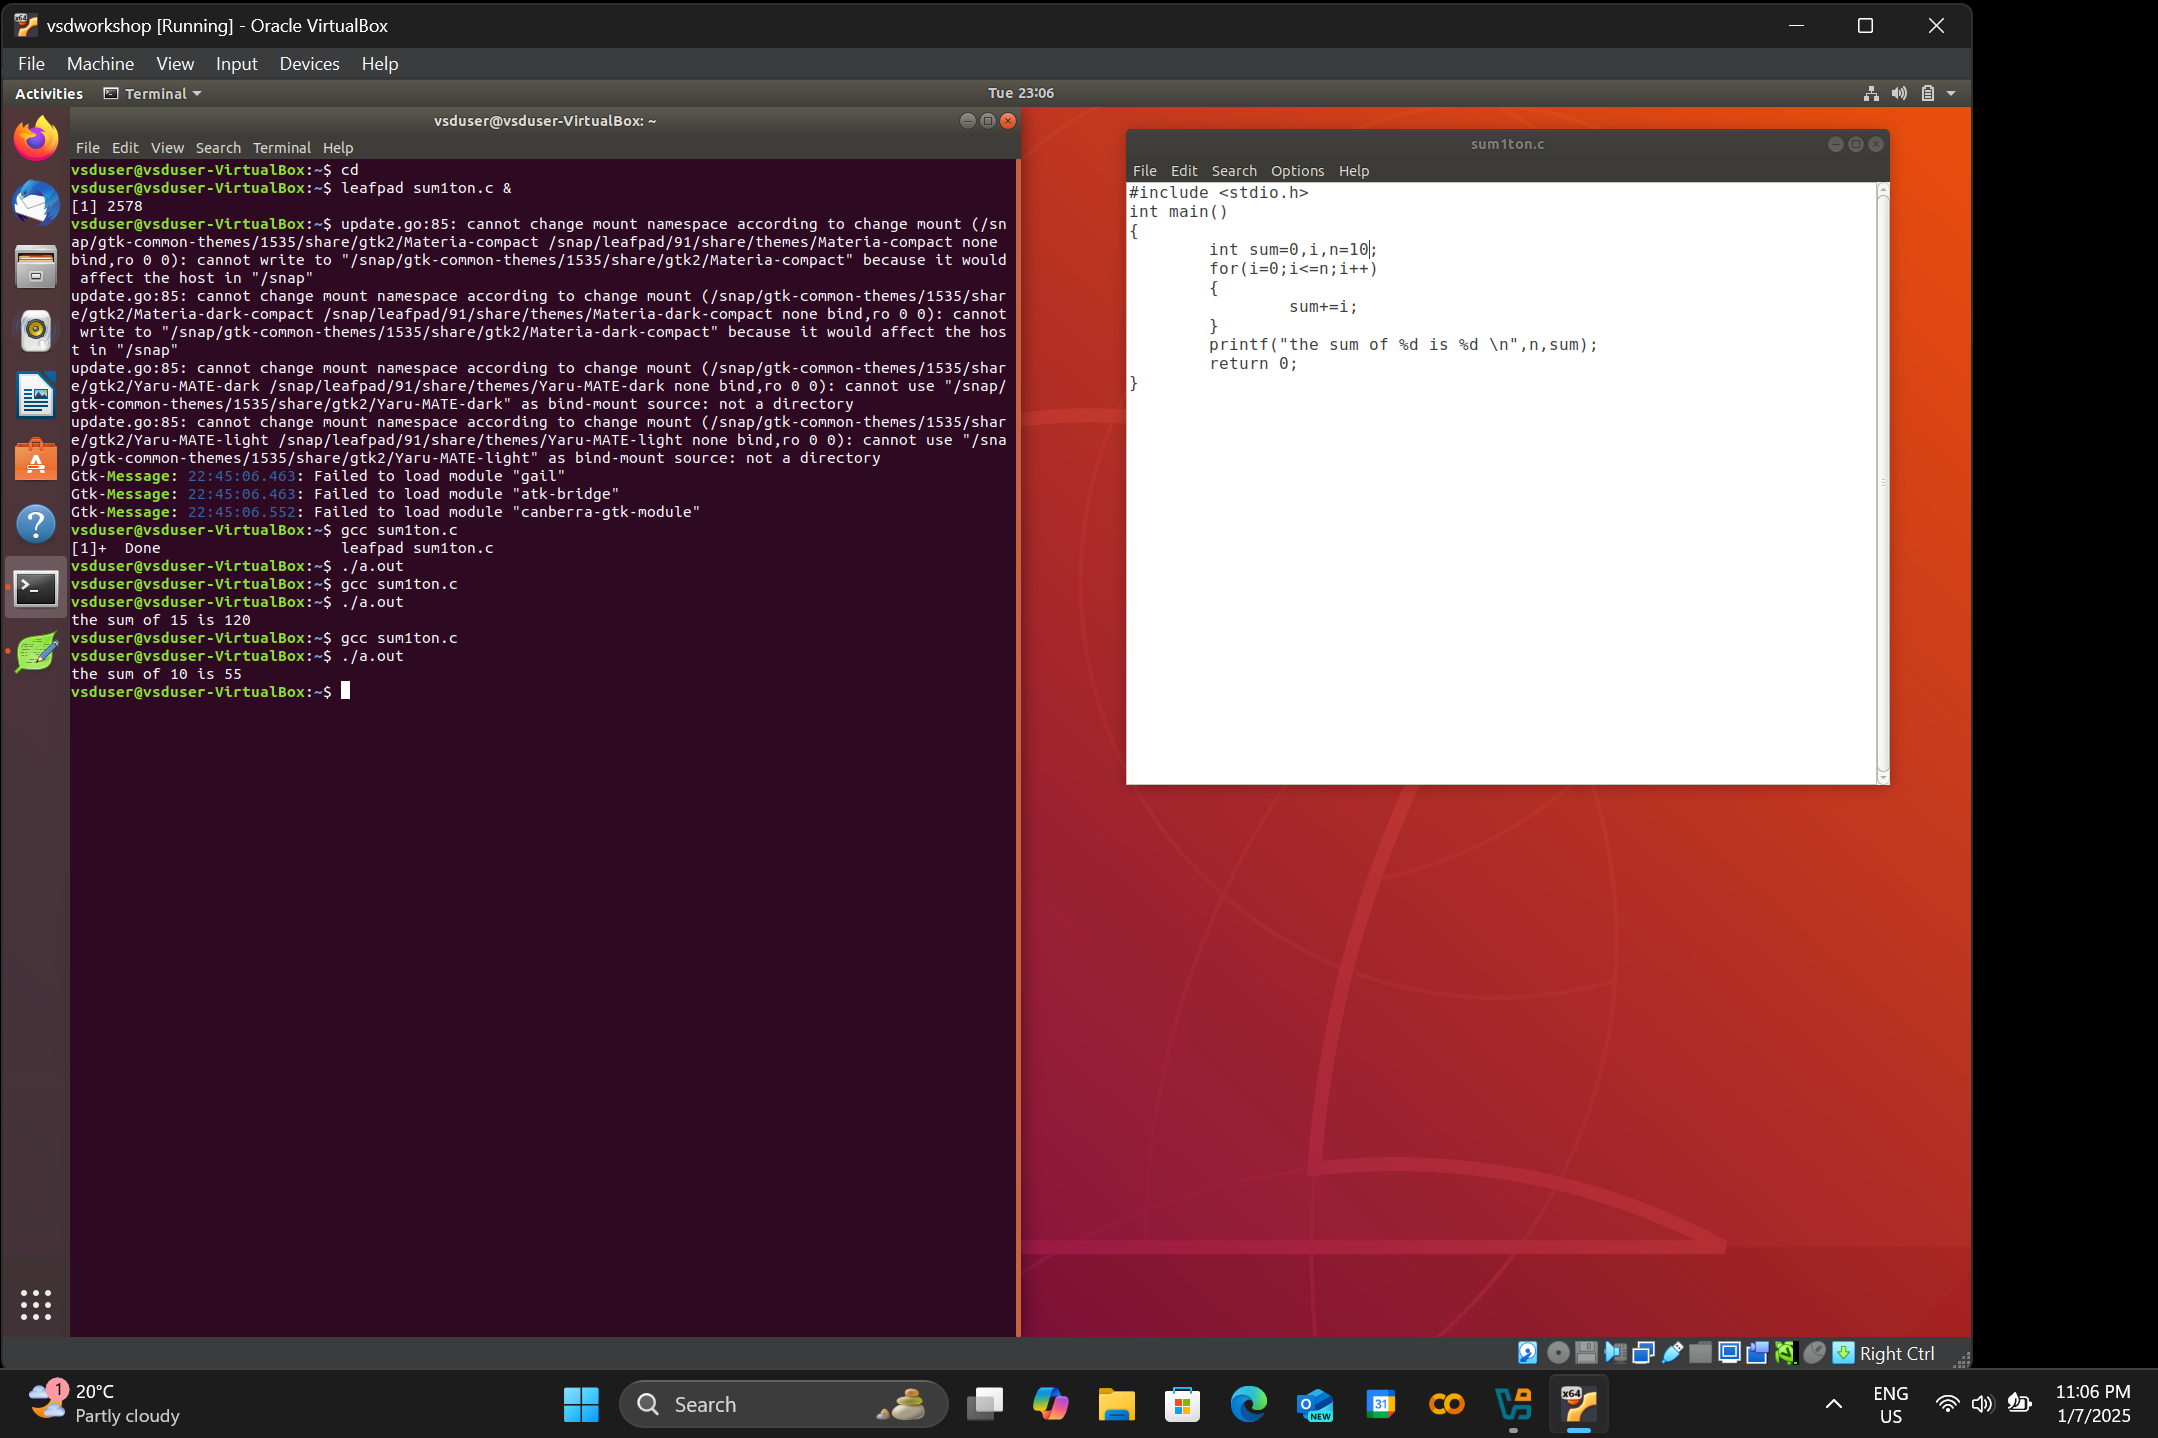 vsdworkshop [Running] - Oracle VirtualBox
File Machine View Input Devices Help
Activities Terminal Tue 23:06
vsduser@vsduser-VirtualBox: ~
File Edit View Search Terminal Help
vsduser@vsduser-VirtualBox:~$ cd
vsduser@vsduser-VirtualBox:~$ leafpad sum1ton.c &
[1] 2578
vsduser@vsduser-VirtualBox:~$ update.go:85: cannot change mount namespace according to change mount (/sn
ap/gtk-common-themes/1535/share/gtk2/Materia-compact /snap/leafpad/91/share/themes/Materia-compact none
bind,ro 0 0): cannot write to "/snap/gtk-common-themes/1535/share/gtk2/Materia-compact" because it would
 affect the host in "/snap"
update.go:85: cannot change mount namespace according to change mount (/snap/gtk-common-themes/1535/shar
e/gtk2/Materia-dark-compact /snap/leafpad/91/share/themes/Materia-dark-compact none bind,ro 0 0): cannot
 write to "/snap/gtk-common-themes/1535/share/gtk2/Materia-dark-compact" because it would affect the hos
t in "/snap"
update.go:85: cannot change mount namespace according to change mount (/snap/gtk-common-themes/1535/shar
e/gtk2/Yaru-MATE-dark /snap/leafpad/91/share/themes/Yaru-MATE-dark none bind,ro 0 0): cannot use "/snap/
gtk-common-themes/1535/share/gtk2/Yaru-MATE-dark" as bind-mount source: not a directory
update.go:85: cannot change mount namespace according to change mount (/snap/gtk-common-themes/1535/shar
e/gtk2/Yaru-MATE-light /snap/leafpad/91/share/themes/Yaru-MATE-light none bind,ro 0 0): cannot use "/sna
p/gtk-common-themes/1535/share/gtk2/Yaru-MATE-light" as bind-mount source: not a directory
Gtk-Message: 22:45:06.463: Failed to load module "gail"
Gtk-Message: 22:45:06.463: Failed to load module "atk-bridge"
Gtk-Message: 22:45:06.552: Failed to load module "canberra-gtk-module"
vsduser@vsduser-VirtualBox:~$ gcc sum1ton.c
[1]+  Done                    leafpad sum1ton.c
vsduser@vsduser-VirtualBox:~$ ./a.out
vsduser@vsduser-VirtualBox:~$ gcc sum1ton.c
vsduser@vsduser-VirtualBox:~$ ./a.out
the sum of 15 is 120
vsduser@vsduser-VirtualBox:~$ gcc sum1ton.c
vsduser@vsduser-VirtualBox:~$ ./a.out
the sum of 10 is 55
vsduser@vsduser-VirtualBox:~$
sum1ton.c
File Edit Search Options Help
#include <stdio.h>
int main()
{
        int sum=0,i,n=10;
        for(i=0;i<=n;i++)
        {
                sum+=i;
        }
        printf("the sum of %d is %d \n",n,sum);
        return 0;
}
Right Ctrl
1
20°C
Partly cloudy
Search
NEW
31
x64
ENG
US
11:06 PM
1/7/2025